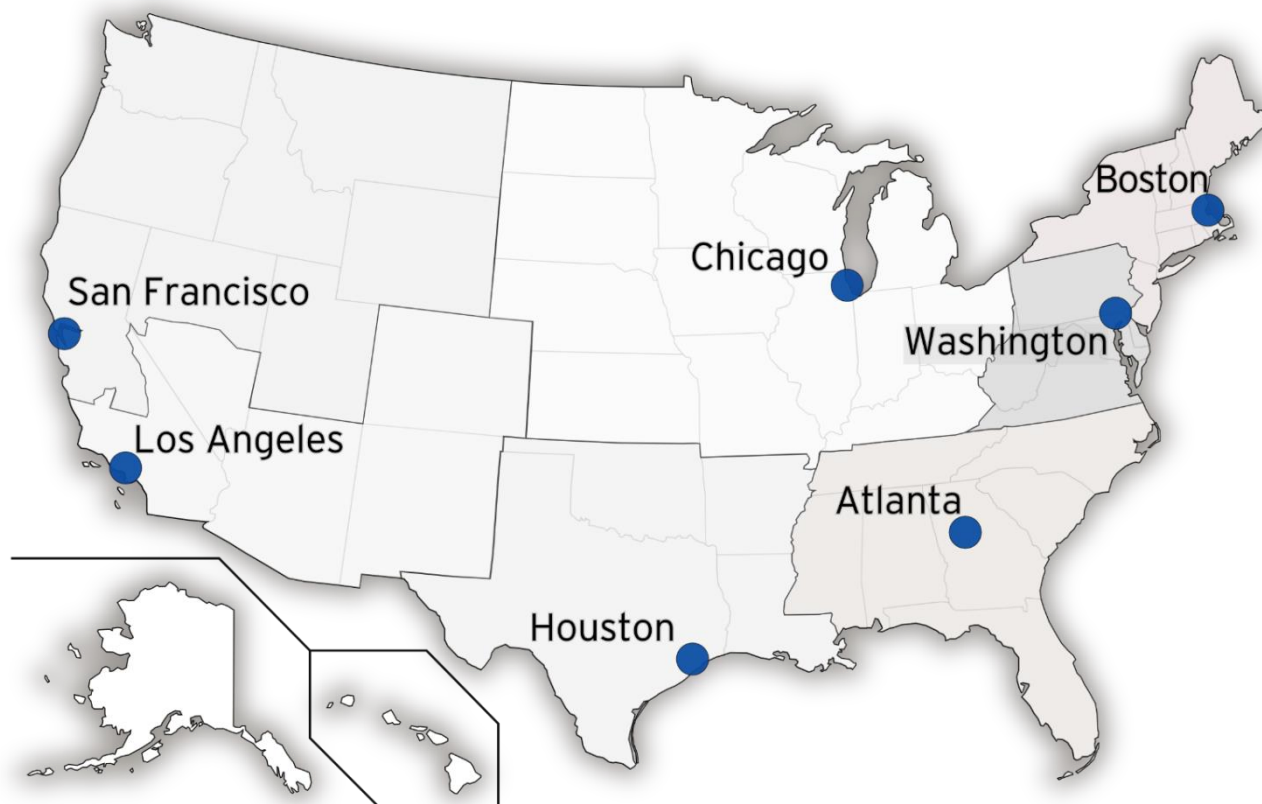 Boston
Chicago
San Francisco
Washington
Los Angeles
Atlanta
Houston